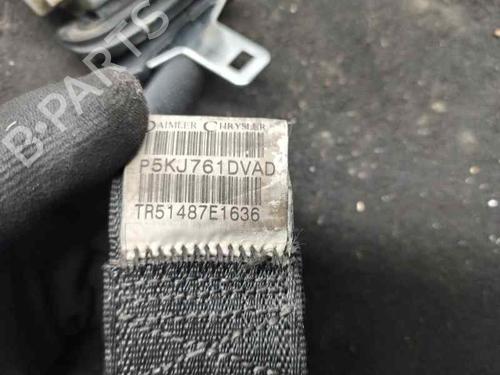 DAIMLER CHRYSLER
P5KJ761DVAD
TR51487E1636
B-PARTS